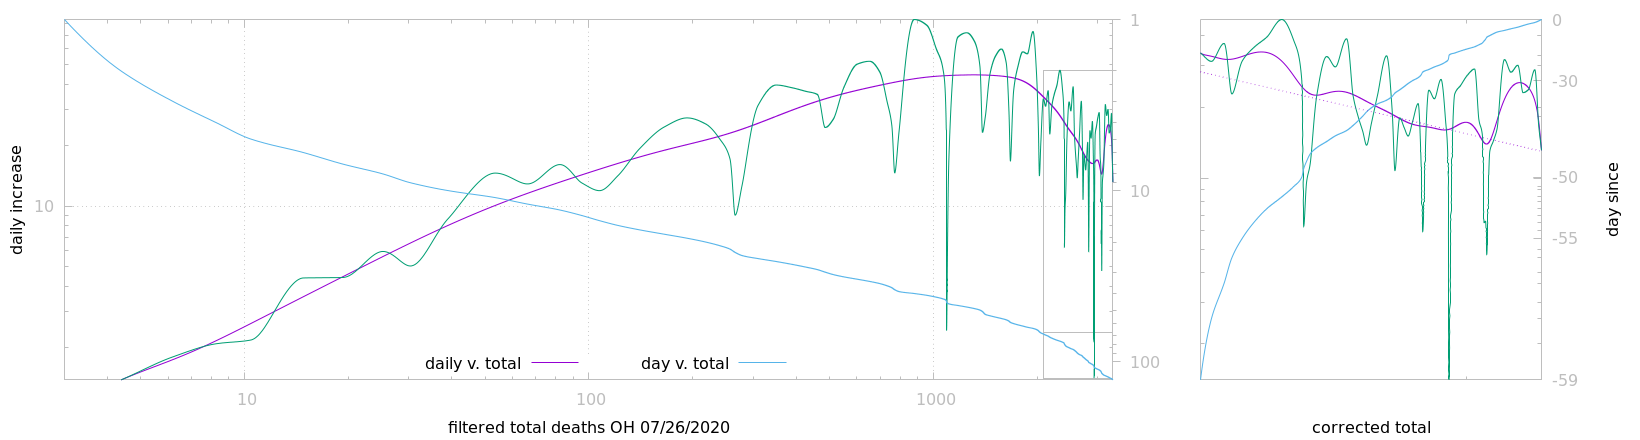 daily increase
10
daily v. total
day v. total
10
100
1000
filtered total deaths OH 07/26/2020
1
10
100
0
-30
-50
-55
-59
day since
corrected total